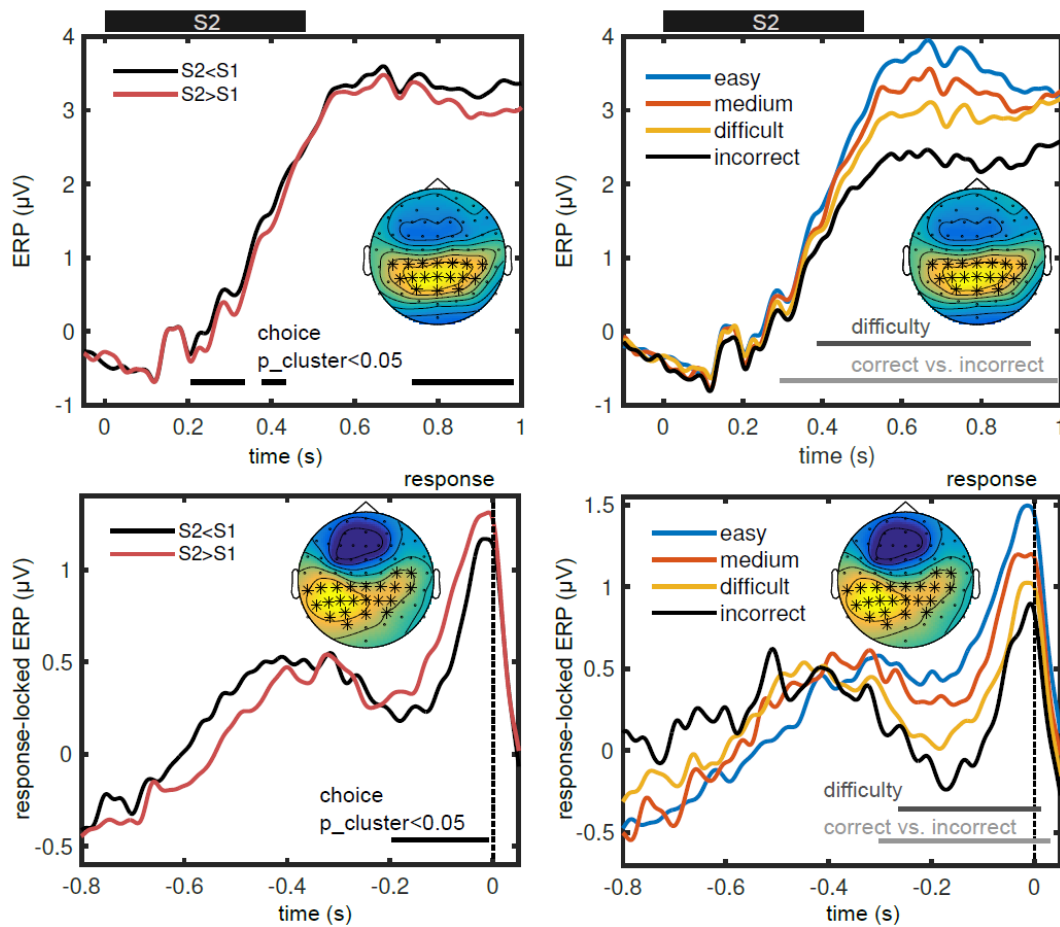 S2
4
3
2
1
0
-1
ERP (µV)
S2<S1
S2>S1
choice
p_cluster<0.05
0 0.2 0.4 0.6 0.8 1
time (s)
S2
4
3
2
1
0
-1
ERP (µV)
easy
medium
difficult
incorrect
difficulty
correct vs. incorrect
0 0.2 0.4 0.6 0.8 1
time (s)
response
1
0.5
0
-0.5
response-locked ERP (µV)
S2<S1
S2>S1
choice
p_cluster<0.05
-0.8 -0.6 -0.4 -0.2 0
time (s)
response
1.5
1
0.5
0
-0.5
response-locked ERP (µV)
easy
medium
difficult
incorrect
difficulty
correct vs. incorrect
-0.8 -0.6 -0.4 -0.2 0
time (s)